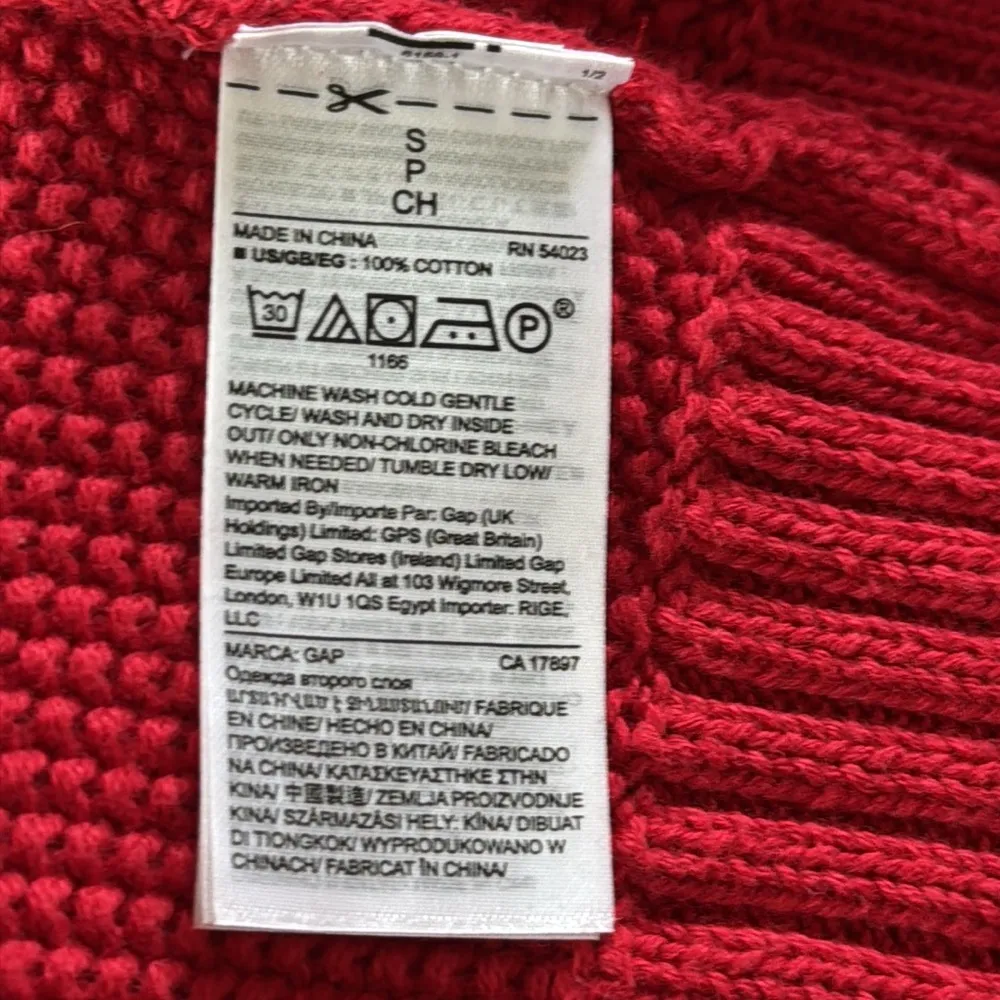 1/2
S
P
CH
MADE IN CHINA RN 54023
US/GB/EG : 100% COTTON
30 P ®
1166
MACHINE WASH COLD GENTLE
CYCLE/ WASH AND DRY INSIDE
OUT/ ONLY NON-CHLORINE BLEACH
WHEN NEEDED/ TUMBLE DRY LOW/
WARM IRON
Imported By/Importe Par: Gap (UK
Holdings) Limited: GPS (Great Britain)
Limited Gap Stores (Ireland) Limited Gap
Europe Limited All at 103 Wigmore Street,
London, W1U 1QS Egypt Importer: RIGE,
LLC
MARCA: GAP CA 17897
Одежда второго слоя
FABRIQUE
EN CHINE/ HECHO EN CHINA/
ПРОИЗВЕДЕНО В КИТАЙ/ FABRICADO
NA CHINA/ ΚΑΤΑΣΚΕΥΑΣΤΗΚΕ ΣΤΗΝ
ΚΙΝΑ/ 中國製造/ ZEMLJA PROIZVODNJE
KINA/ SZÁRMAZÁSI HELY: KÍNA/ DIBUAT
DI TIONGKOK/ WYPRODUKOWANO W
CHINACH/ FABRICAT ÎN CHINA/